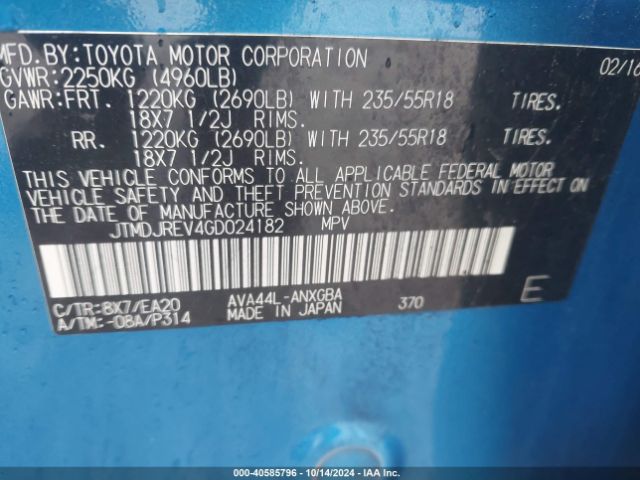 MFD.BY:TOYOTA MOTOR CORPORATION 02/16
GVWR:2250KG (4960LB)
GAWR:FRT. 1220KG (2690LB) WITH 235/55R18 TIRES.
18X7 1/2J RIMS.
RR. 1220KG (2690LB) WITH 235/55R18 TIRES.
18X7 1/2J RIMS.
THIS VEHICLE CONFORMS TO ALL APPLICABLE FEDERAL MOTOR
VEHICLE SAFETY AND THEFT PREVENTION STANDARDS IN EFFECT ON
THE DATE OF MANUFACTURE SHOWN ABOVE.
JTMDJREV4GD024182 MPV
C/TR:8X7/EA20 AVA44L-ANXGBA 370 E
A/TM:-08A/P314 MADE IN JAPAN
00-40585796 - 10/14/2024 - IAA